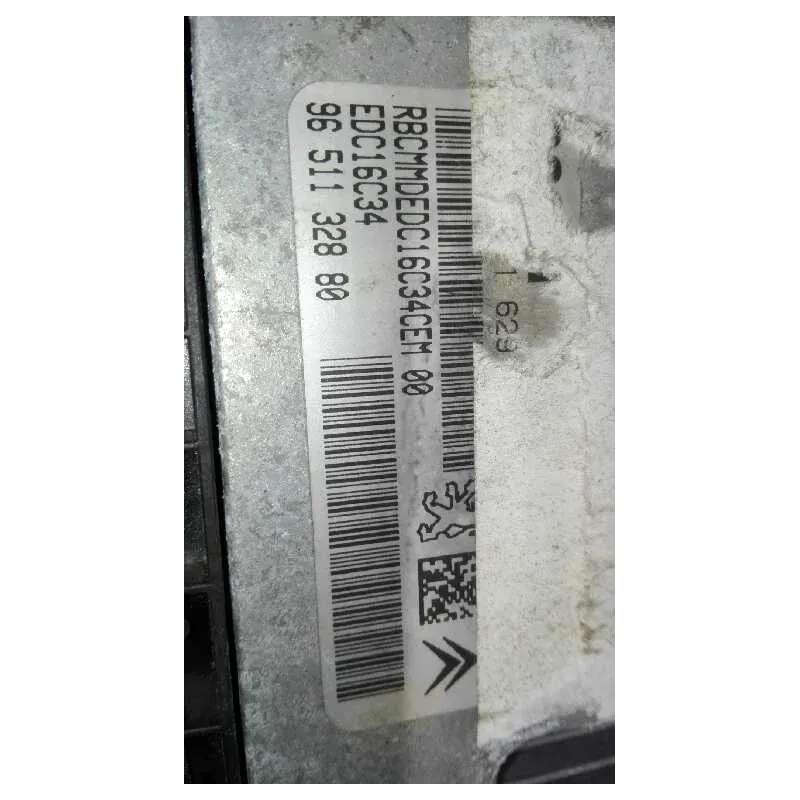 1 629
RBCMMDEDC16C34CEM 00
EDC16C34
96 511 328 80